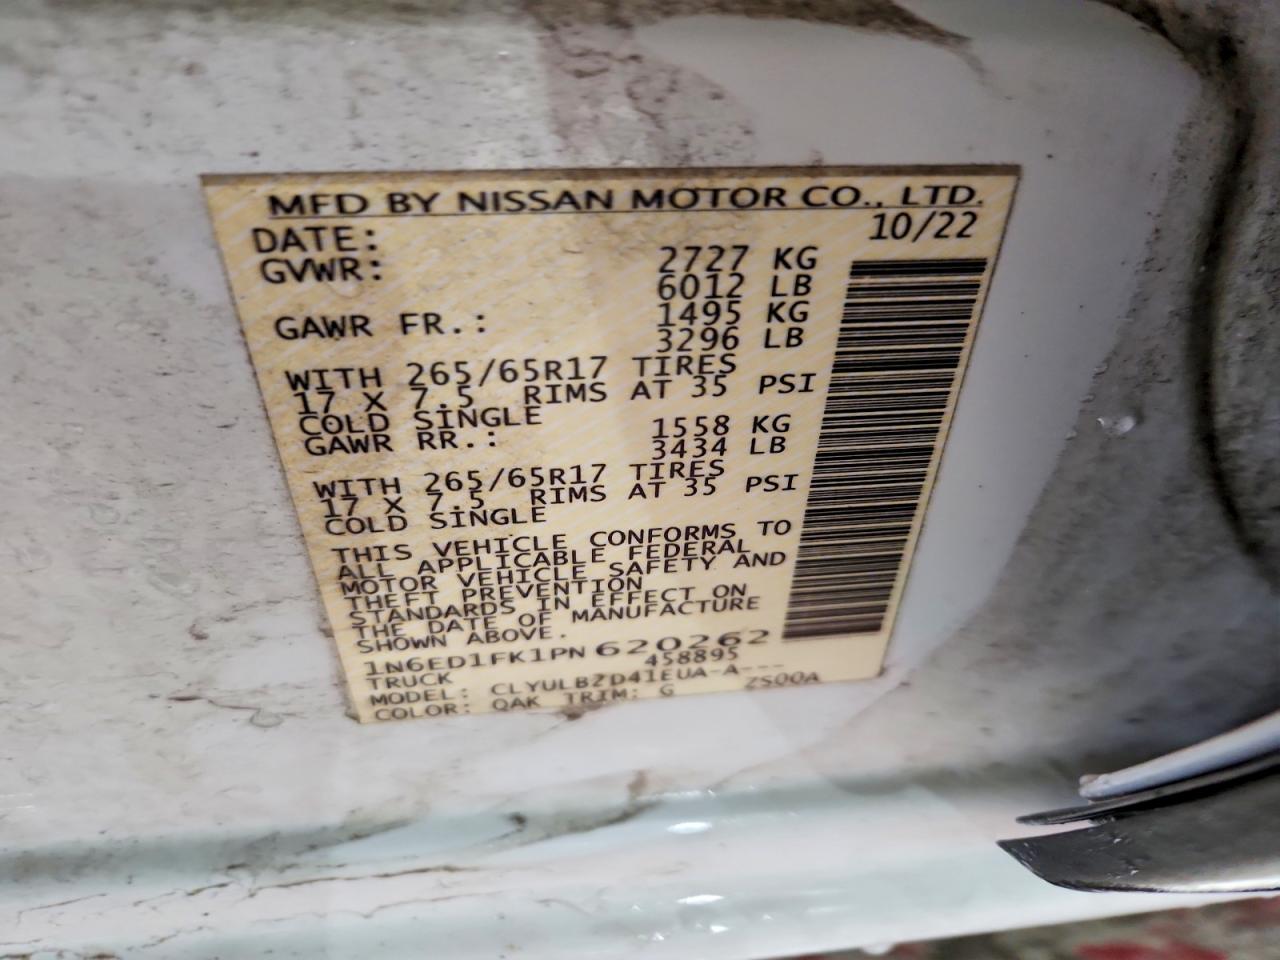 MFD BY NISSAN MOTOR CO., LTD.
DATE: 10/22
GVWR: 2727 KG
6012 LB
GAWR FR.: 1495 KG
3296 LB
WITH 265/65R17 TIRES
17 X 7.5 RIMS AT 35 PSI
COLD SINGLE
GAWR RR.: 1558 KG
3434 LB
WITH 265/65R17 TIRES
17 X 7.5 RIMS AT 35 PSI
COLD SINGLE
THIS VEHICLE CONFORMS TO
ALL APPLICABLE FEDERAL
MOTOR VEHICLE SAFETY AND
THEFT PREVENTION
STANDARDS IN EFFECT ON
THE DATE OF MANUFACTURE
SHOWN ABOVE.
1N6ED1FK1PN620262
TRUCK 458895
MODEL: CLYULBZD41EUA-A---
COLOR: QAK TRIM: G ZS00A